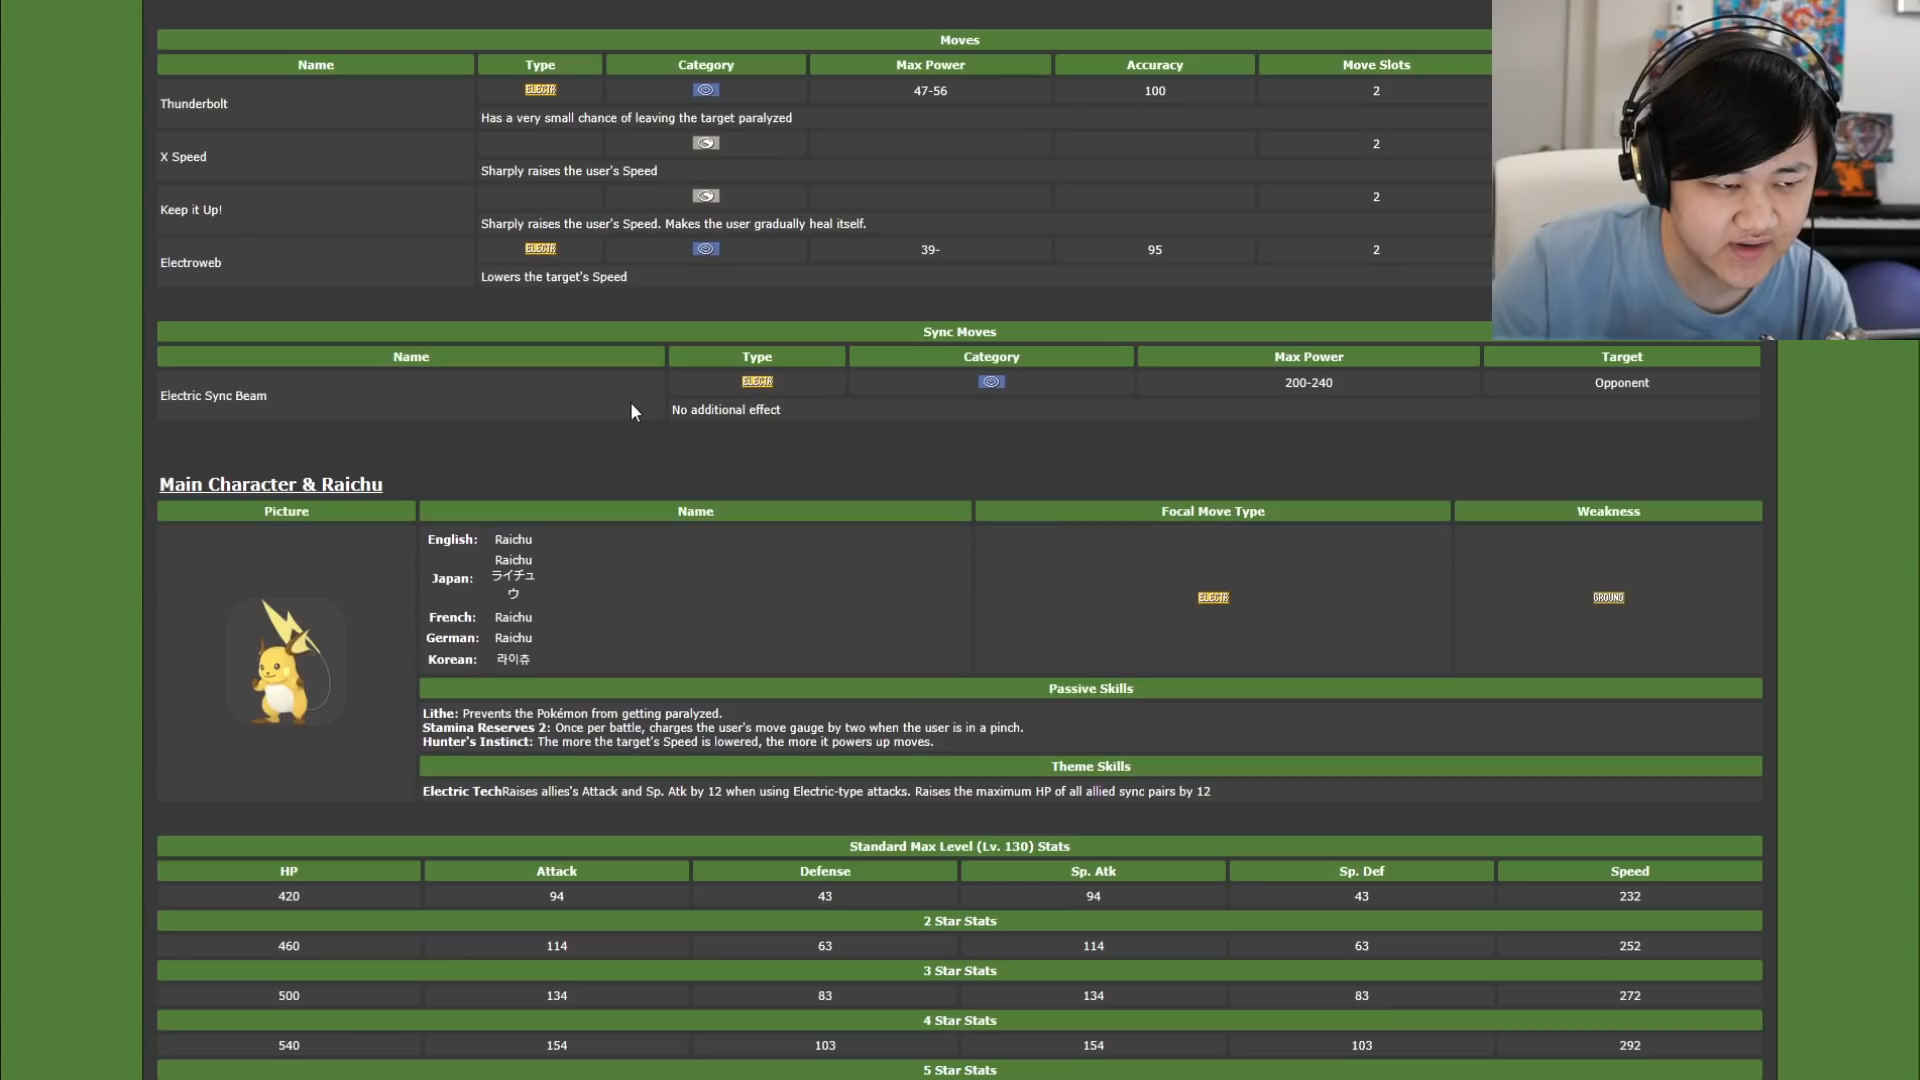 Moves
Name Type Category Max Power Accuracy Move Slots
Thunderbolt ELECTR 47-56 100 2
Has a very small chance of leaving the target paralyzed
X Speed 2
Sharply raises the user's Speed
Keep it Up! 2
Sharply raises the user's Speed. Makes the user gradually heal itself.
Electroweb ELECTR 39- 95 2
Lowers the target's Speed
Sync Moves
Name Type Category Max Power Target
Electric Sync Beam ELECTR 200-240 Opponent
No additional effect
Main Character & Raichu
Picture Name Focal Move Type Weakness
English: Raichu
Japan: Raichu
ライチュ
ウ
French: Raichu
German: Raichu
Korean: 라이츄
ELECTR GROUND
Passive Skills
Lithe: Prevents the Pokémon from getting paralyzed.
Stamina Reserves 2: Once per battle, charges the user's move gauge by two when the user is in a pinch.
Hunter's Instinct: The more the target's Speed is lowered, the more it powers up moves.
Theme Skills
Electric TechRaises allies's Attack and Sp. Atk by 12 when using Electric-type attacks. Raises the maximum HP of all allied sync pairs by 12
Standard Max Level (Lv. 130) Stats
HP Attack Defense Sp. Atk Sp. Def Speed
420 94 43 94 43 232
2 Star Stats
460 114 63 114 63 252
3 Star Stats
500 134 83 134 83 272
4 Star Stats
540 154 103 154 103 292
5 Star Stats